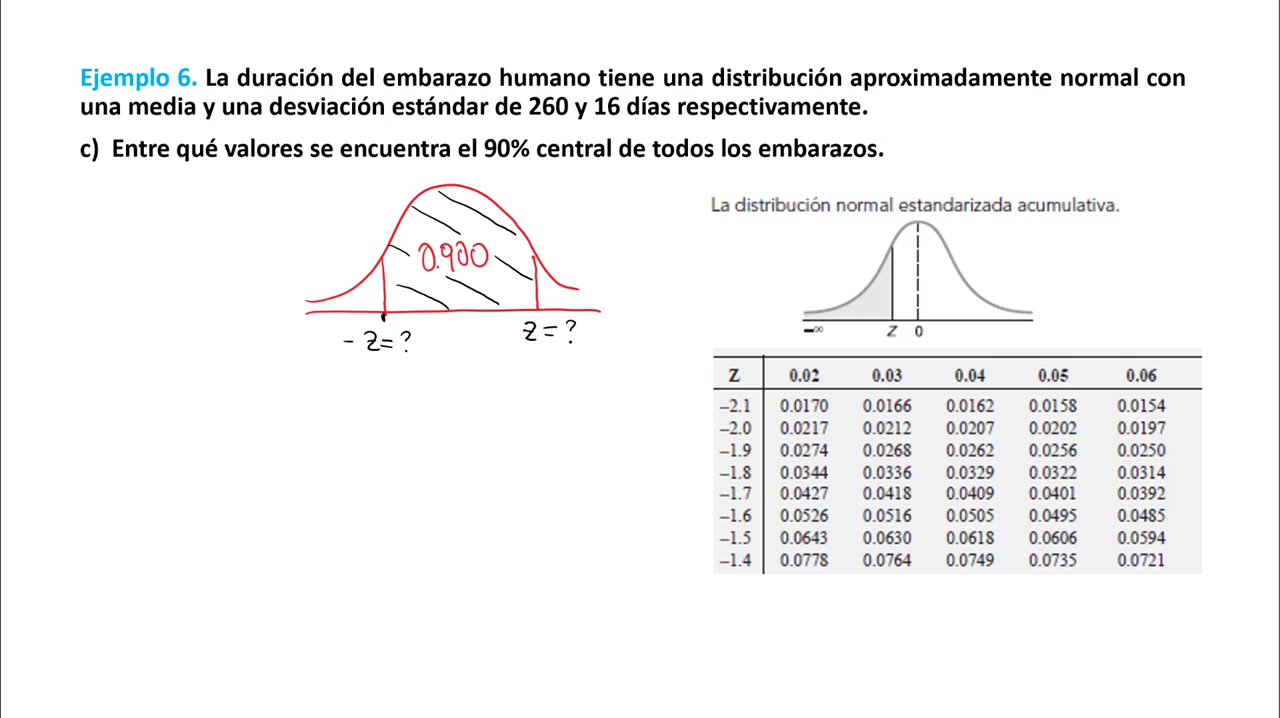 Ejemplo 6. La duración del embarazo humano tiene una distribución aproximadamente normal con
una media y una desviación estándar de 260 y 16 días respectivamente.
c) Entre qué valores se encuentra el 90% central de todos los embarazos.
0.900
- Z = ?
Z = ?
La distribución normal estandarizada acumulativa.
-∞ Z 0
Z 0.02 0.03 0.04 0.05 0.06
–2.1 0.0170 0.0166 0.0162 0.0158 0.0154
–2.0 0.0217 0.0212 0.0207 0.0202 0.0197
–1.9 0.0274 0.0268 0.0262 0.0256 0.0250
–1.8 0.0344 0.0336 0.0329 0.0322 0.0314
–1.7 0.0427 0.0418 0.0409 0.0401 0.0392
–1.6 0.0526 0.0516 0.0505 0.0495 0.0485
–1.5 0.0643 0.0630 0.0618 0.0606 0.0594
–1.4 0.0778 0.0764 0.0749 0.0735 0.0721